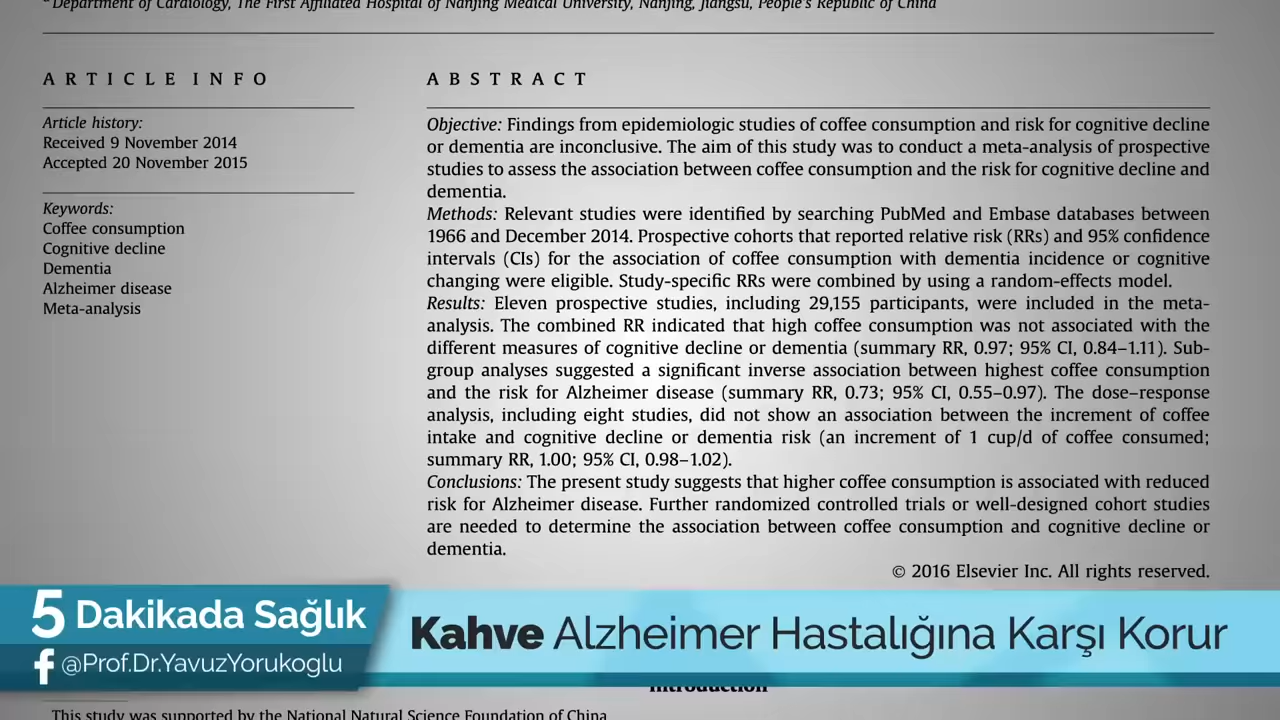 Department of Cardiology, The First Affiliated Hospital of Nanjing Medical University, Nanjing, Jiangsu, People's Republic of China
ARTICLE INFO
Article history:
Received 9 November 2014
Accepted 20 November 2015
Keywords:
Coffee consumption
Cognitive decline
Dementia
Alzheimer disease
Meta-analysis
ABSTRACT
Objective: Findings from epidemiologic studies of coffee consumption and risk for cognitive decline
or dementia are inconclusive. The aim of this study was to conduct a meta-analysis of prospective
studies to assess the association between coffee consumption and the risk for cognitive decline and
dementia.
Methods: Relevant studies were identified by searching PubMed and Embase databases between
1966 and December 2014. Prospective cohorts that reported relative risk (RRs) and 95% confidence
intervals (CIs) for the association of coffee consumption with dementia incidence or cognitive
changing were eligible. Study-specific RRs were combined by using a random-effects model.
Results: Eleven prospective studies, including 29,155 participants, were included in the meta-
analysis. The combined RR indicated that high coffee consumption was not associated with the
different measures of cognitive decline or dementia (summary RR, 0.97; 95% CI, 0.84–1.11). Sub-
group analyses suggested a significant inverse association between highest coffee consumption
and the risk for Alzheimer disease (summary RR, 0.73; 95% CI, 0.55–0.97). The dose–response
analysis, including eight studies, did not show an association between the increment of coffee
intake and cognitive decline or dementia risk (an increment of 1 cup/d of coffee consumed;
summary RR, 1.00; 95% CI, 0.98–1.02).
Conclusions: The present study suggests that higher coffee consumption is associated with reduced
risk for Alzheimer disease. Further randomized controlled trials or well-designed cohort studies
are needed to determine the association between coffee consumption and cognitive decline or
dementia.
© 2016 Elsevier Inc. All rights reserved.
5 Dakikada Sağlık
@Prof.Dr.YavuzYorukoglu
Kahve Alzheimer Hastalığına Karşı Korur
Introduction
This study was supported by the National Natural Science Foundation of China